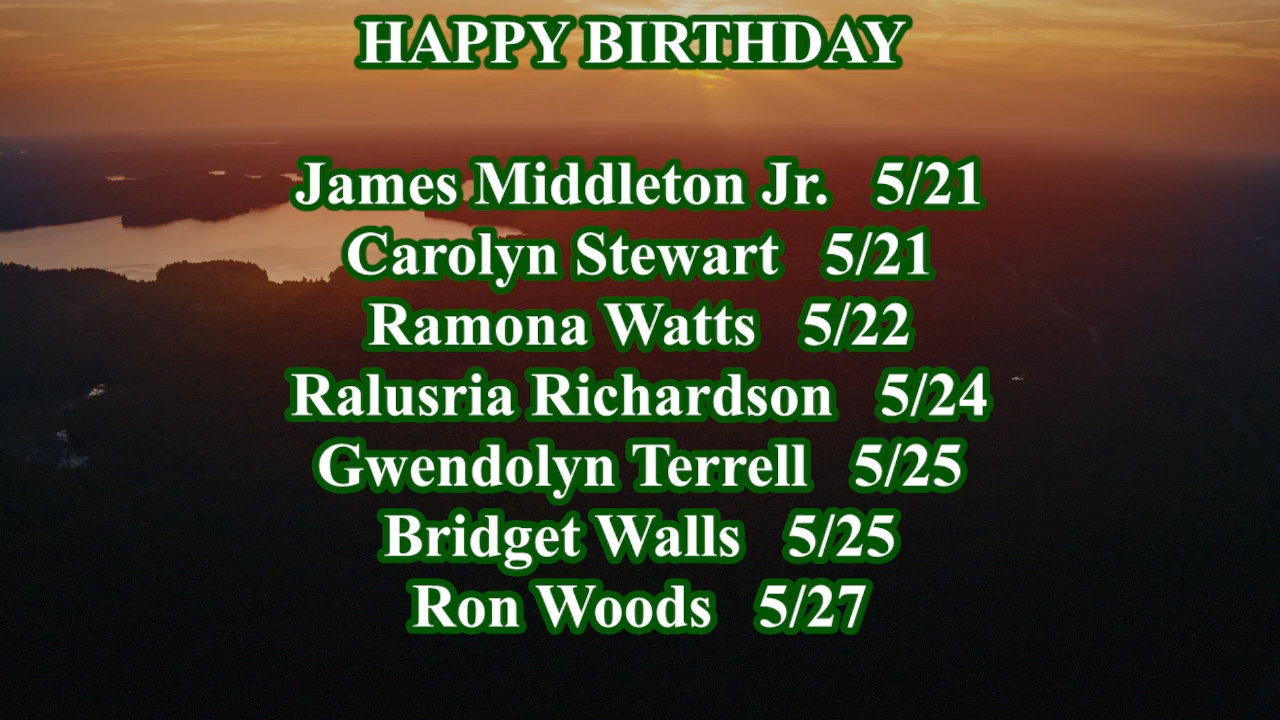 HAPPY BIRTHDAY
James Middleton Jr. 5/21
Carolyn Stewart 5/21
Ramona Watts 5/22
Ralusria Richardson 5/24
Gwendolyn Terrell 5/25
Bridget Walls 5/25
Ron Woods 5/27